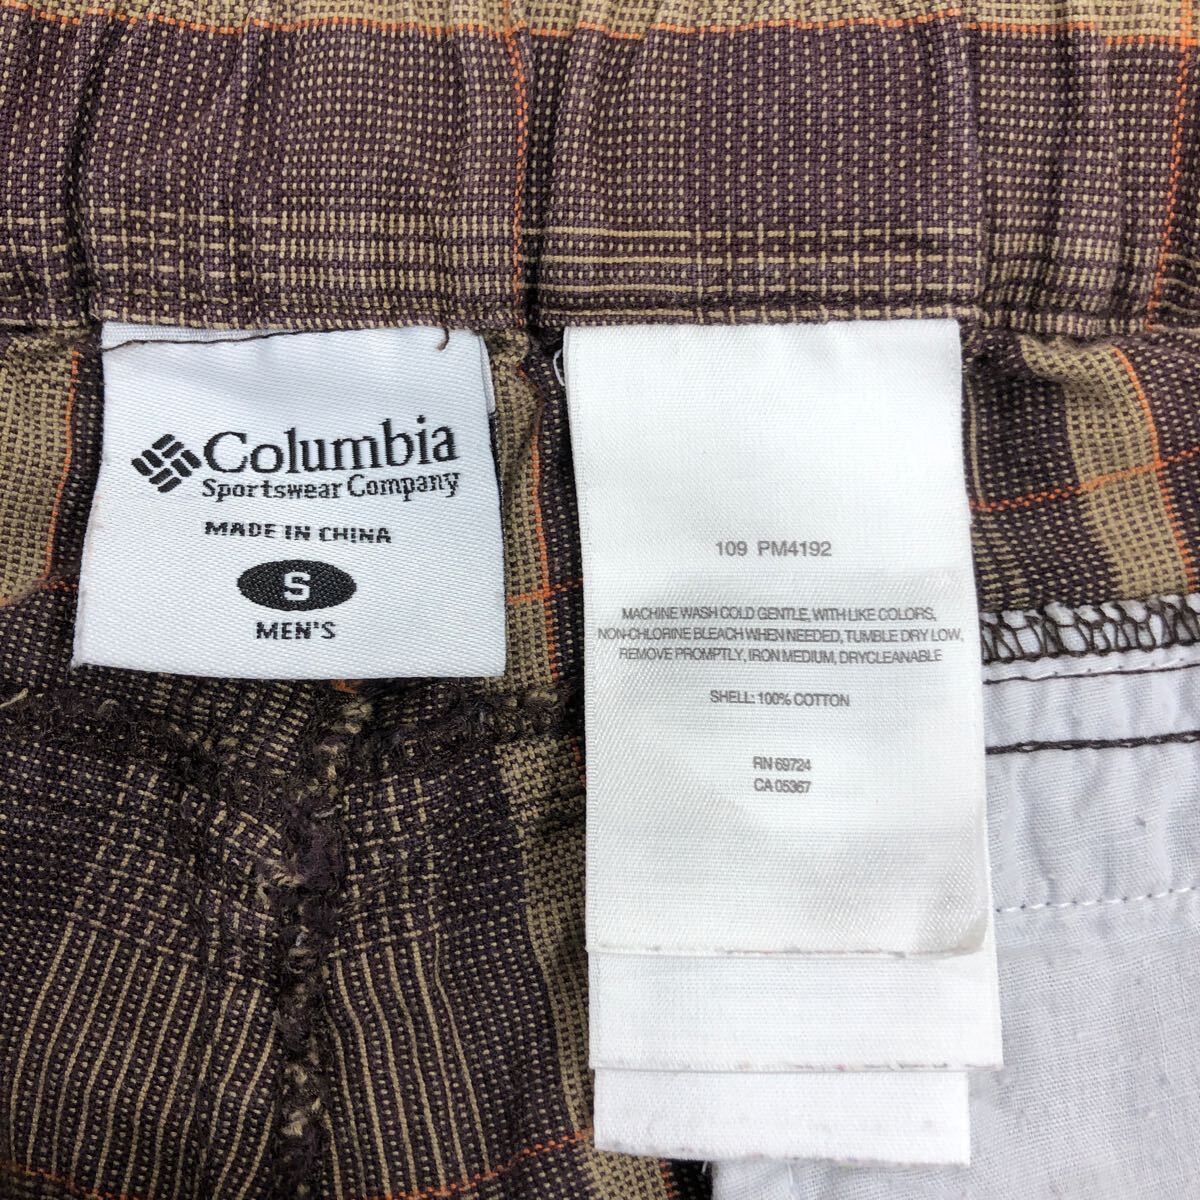 Columbia
Sportswear Company
MADE IN CHINA
S
MEN'S
109 PM4192
MACHINE WASH COLD GENTLE, WITH LIKE COLORS,
NON-CHLORINE BLEACH WHEN NEEDED, TUMBLE DRY LOW,
REMOVE PROMPTLY, IRON MEDIUM, DRYCLEANABLE
SHELL: 100% COTTON
RN 69724
CA 05367